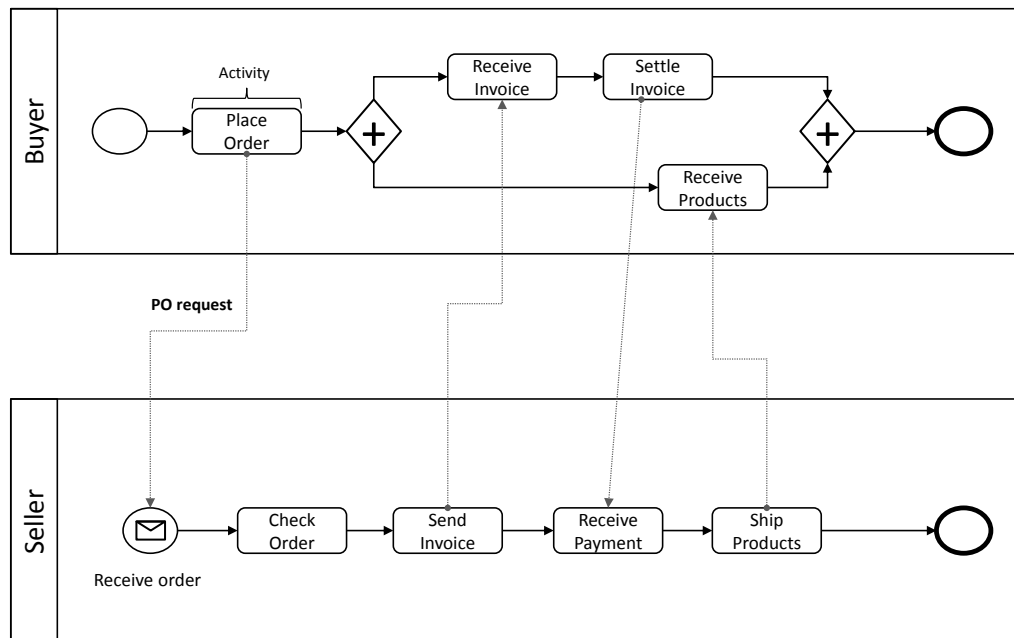 Buyer
Activity
Place
Order
Receive
Invoice
Settle
Invoice
Receive
Products
PO request
Seller
Receive order
Check
Order
Send
Invoice
Receive
Payment
Ship
Products